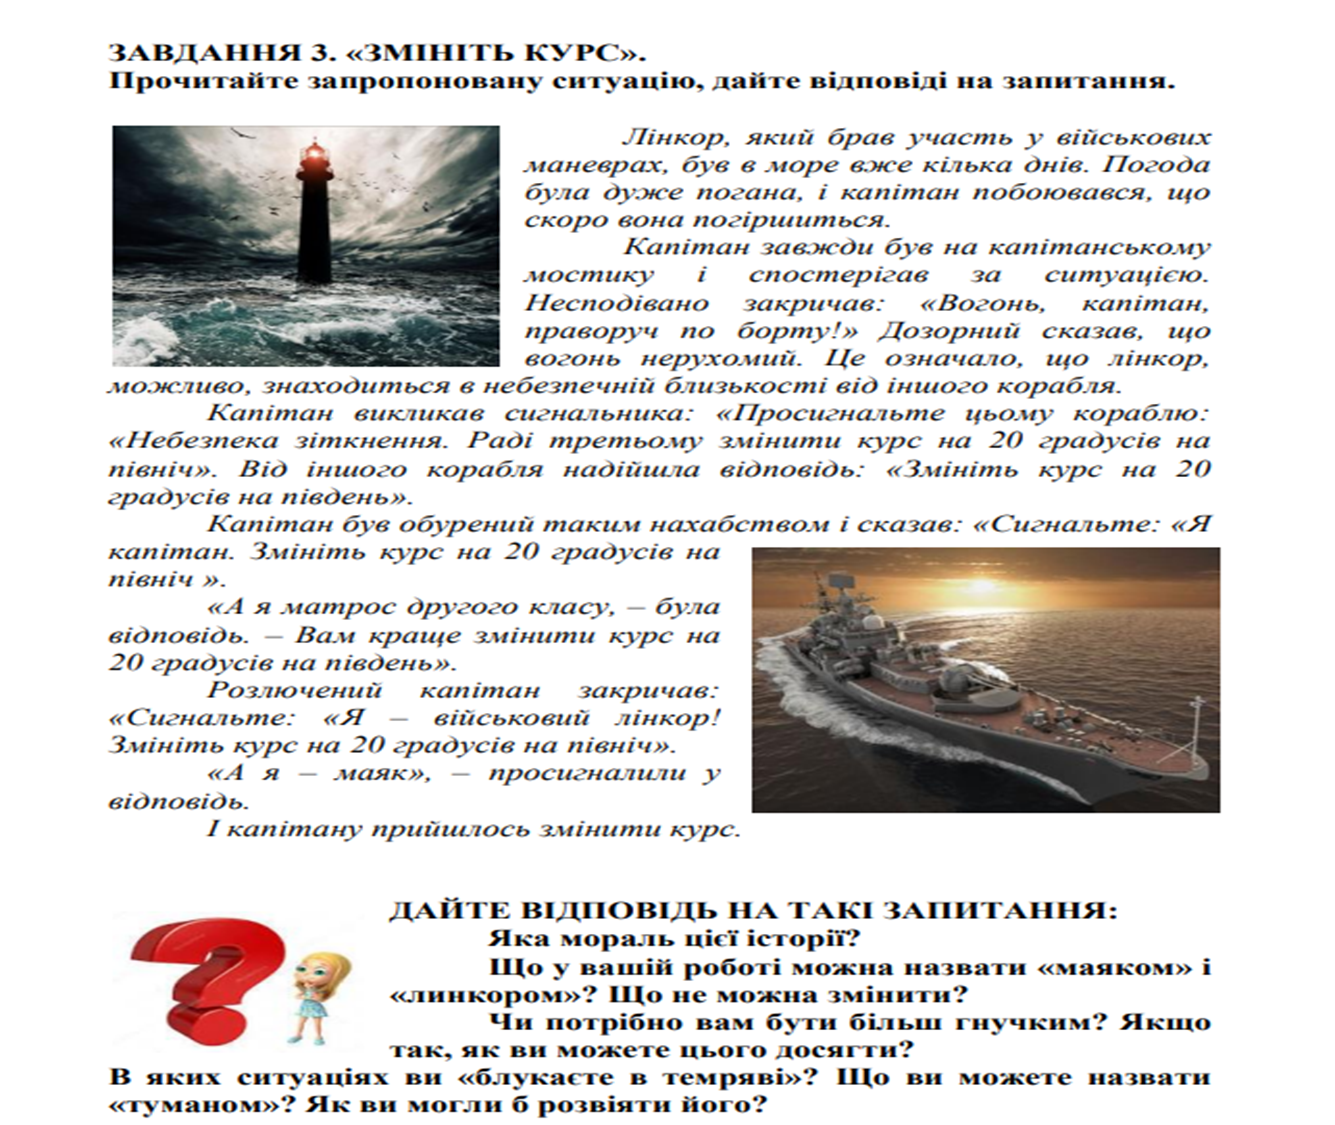 ЗАВДАННЯ 3. «ЗМІНІТЬ КУРС».
Прочитайте запропоновану ситуацію, дайте відповіді на запитання.
Лінкор, який брав участь у військових
маневрах, був в море вже кілька днів. Погода
була дуже погана, і капітан побоювався, що
скоро вона погіршиться.
Капітан завжди був на капітанському
мостику і спостерігав за ситуацією.
Несподівано закричав: «Вогонь, капітан,
праворуч по борту!» Дозорний сказав, що
вогонь нерухомий. Це означало, що лінкор,
можливо, знаходиться в небезпечній близькості від іншого корабля.
Капітан викликав сигнальника: «Просигнальте цьому кораблю:
«Небезпека зіткнення. Раді третьому змінити курс на 20 градусів на
північ». Від іншого корабля надійшла відповідь: «Змініть курс на 20
градусів на південь».
Капітан був обурений таким нахабством і сказав: «Сигнальте: «Я
капітан. Змініть курс на 20 градусів на
північ ».
«А я матрос другого класу, – була
відповідь. – Вам краще змінити курс на
20 градусів на південь».
Розлючений капітан закричав:
«Сигнальте: «Я – військовий лінкор!
Змініть курс на 20 градусів на північ».
«А я – маяк», – просигналили у
відповідь.
І капітану прийшлось змінити курс.
ДАЙТЕ ВІДПОВІДЬ НА ТАКІ ЗАПИТАННЯ:
Яка мораль цієї історії?
Що у вашій роботі можна назвати «маяком» і
«линкором»? Що не можна змінити?
Чи потрібно вам бути більш гнучким? Якщо
так, як ви можете цього досягти?
В яких ситуаціях ви «блукаєте в темряві»? Що ви можете назвати
«туманом»? Як ви могли б розвіяти його?